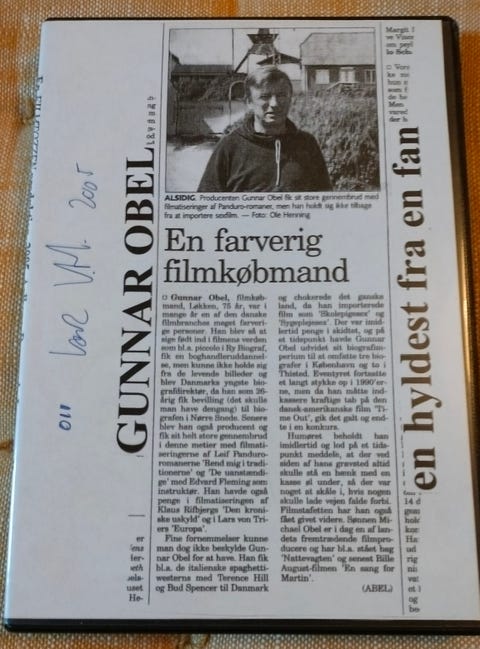 GUNNAR OBEL
en hyldest fra en fan
V.M. 2005
ALSIDIG. Producenten Gunnar Obel fik sit store gennembrud med
filmatiseringer af Panduro-romaner, men han holdt sig ikke tilbage
fra at importere sexfilm. — Foto: Ole Henning
En farverig
filmkøbmand
Gunnar Obel, filmkøb-
mand, Løkken, 75 år, var i
mange år en af den danske
filmbranches meget farveri-
ge personer. Han blev så at
sige født ind i filmens verden
som bl.a. piccolo i Ry Biograf,
fik en boghandleruddannel-
se, men kunne ikke holde sig
fra de levende billeder og
blev Danmarks yngste bio-
grafdirektør, da han som 26-
årig fik bevilling (det skulle
man have dengang) til bio-
grafen i Nørre Snede. Senere
blev han også producent og
fik sit helt store gennembrud
i denne metier med filmati-
seringerne af Leif Panduro-
romanerne 'Rend mig i tradi-
tionerne' og 'De uanstændi-
ge' med Edvard Fleming som
instruktør. Han havde også
penge i filmatiseringen af
Klaus Rifbjergs 'Den kroni-
ske uskyld' og i Lars von Tri-
ers 'Europa'.
Fine fornemmelser kunne
man dog ikke beskylde Gun-
nar Obel for at have. Han fik
bl.a. de italienske spaghetti-
westerns med Terence Hill
og Bud Spencer til Danmark
og chokerede det ganske
land, da han importerede
film som 'Skolepigesex' og
'Sygeplejesex'. Der var imid-
lertid penge i skidtet, og på
et tidspunkt havde Gunnar
Obel udvidet sit biografim-
perium til at omfatte tre bio-
grafer i København og to i
Thisted. Eventyret fortsatte
et langt stykke op i 1990'er-
ne, men da han måtte ind-
kassere kraftige tab på den
dansk-amerikanske film 'Ti-
me Out', gik det galt og end-
te i en konkurs.
Humøret beholdt han
imidlertid og lod på et tids-
punkt meddele, at der ved
siden af hans gravsted altid
skulle stå en bænk med en
kasse øl under, så der var
noget at skåle i, hvis nogen
skulle lade vejen falde forbi.
Filmstafetten har han også
fået givet videre. Sønnen Mi-
chael Obel er i dag en af lan-
dets fremtrædende filmpro-
ducere og har bl.a. stået bag
'Nattevagten' og senest Bille
August-filmen 'En sang for
Martin'.
(ABEL)